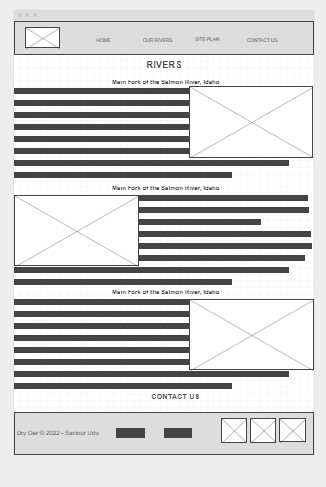 HOME OUR RIVERS SITE PLAN CONTACT US
RIVERS
Main Fork of the Salmon River, Idaho
Main Fork of the Salmon River, Idaho
Main Fork of the Salmon River, Idaho
CONTACT US
Dry Oar © 2022 - Saviour Udo